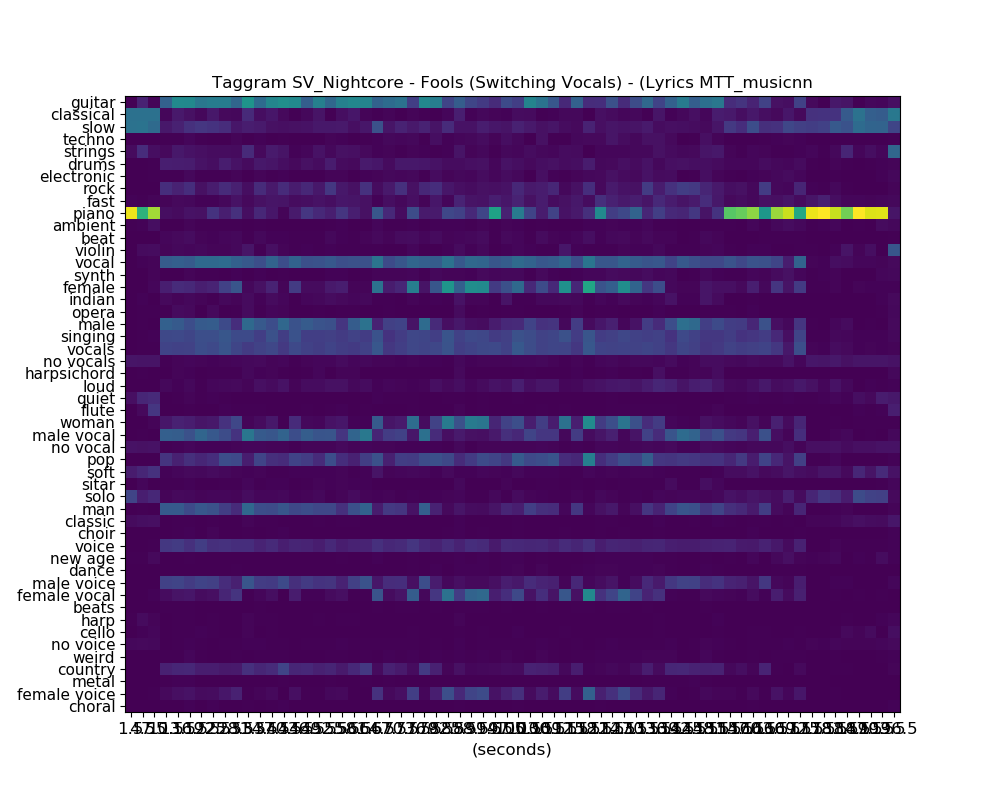 Taggram SV_Nightcore - Fools (Switching Vocals) - (Lyrics MTT_musicnn
guitar
classical
slow
techno
strings
drums
electronic
rock
fast
piano
ambient
beat
violin
vocal
synth
female
indian
opera
male
singing
vocals
no vocals
harpsichord
loud
quiet
flute
woman
male vocal
no vocal
pop
soft
sitar
solo
man
classic
choir
voice
new age
dance
male voice
female vocal
beats
harp
cello
no voice
weird
country
metal
female voice
choral
(seconds)